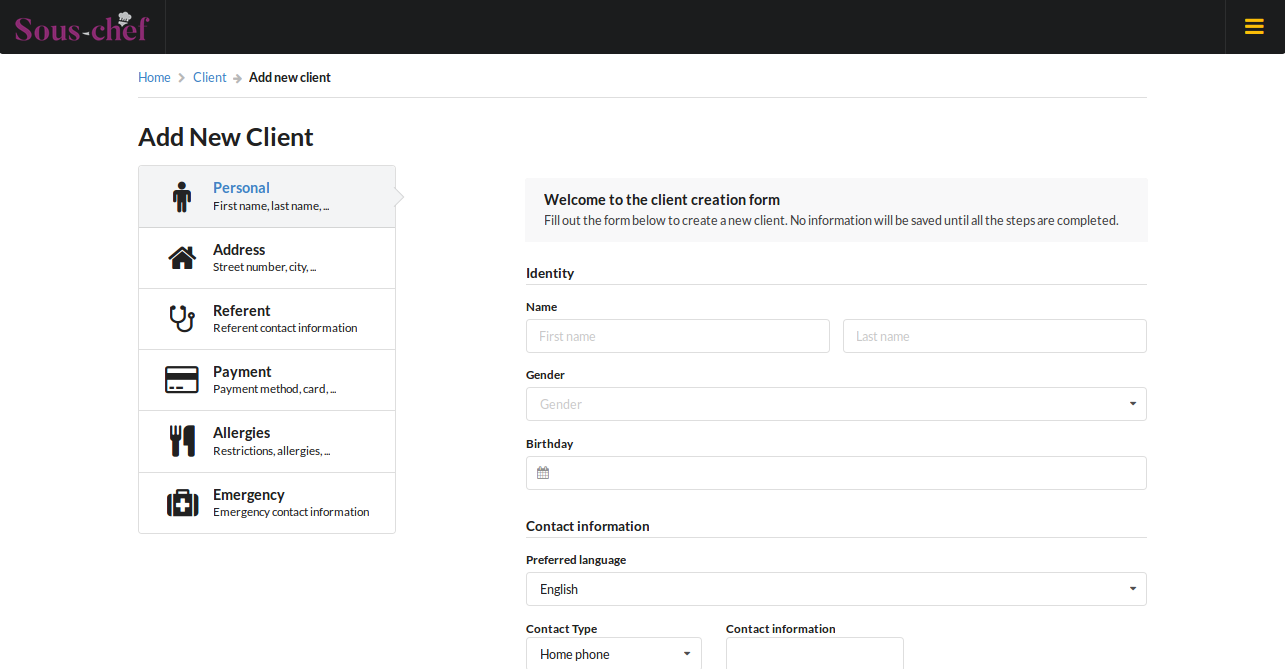 Sous-chef
Home Client Add new client
Add New Client
Personal
First name, last name, ...
Address
Street number, city, ...
Referent
Referent contact information
Payment
Payment method, card, ...
Allergies
Restrictions, allergies, ...
Emergency
Emergency contact information
Welcome to the client creation form
Fill out the form below to create a new client. No information will be saved until all the steps are completed.
Identity
Name
First name Last name
Gender
Gender
Birthday
Contact information
Preferred language
English
Contact Type Contact information
Home phone